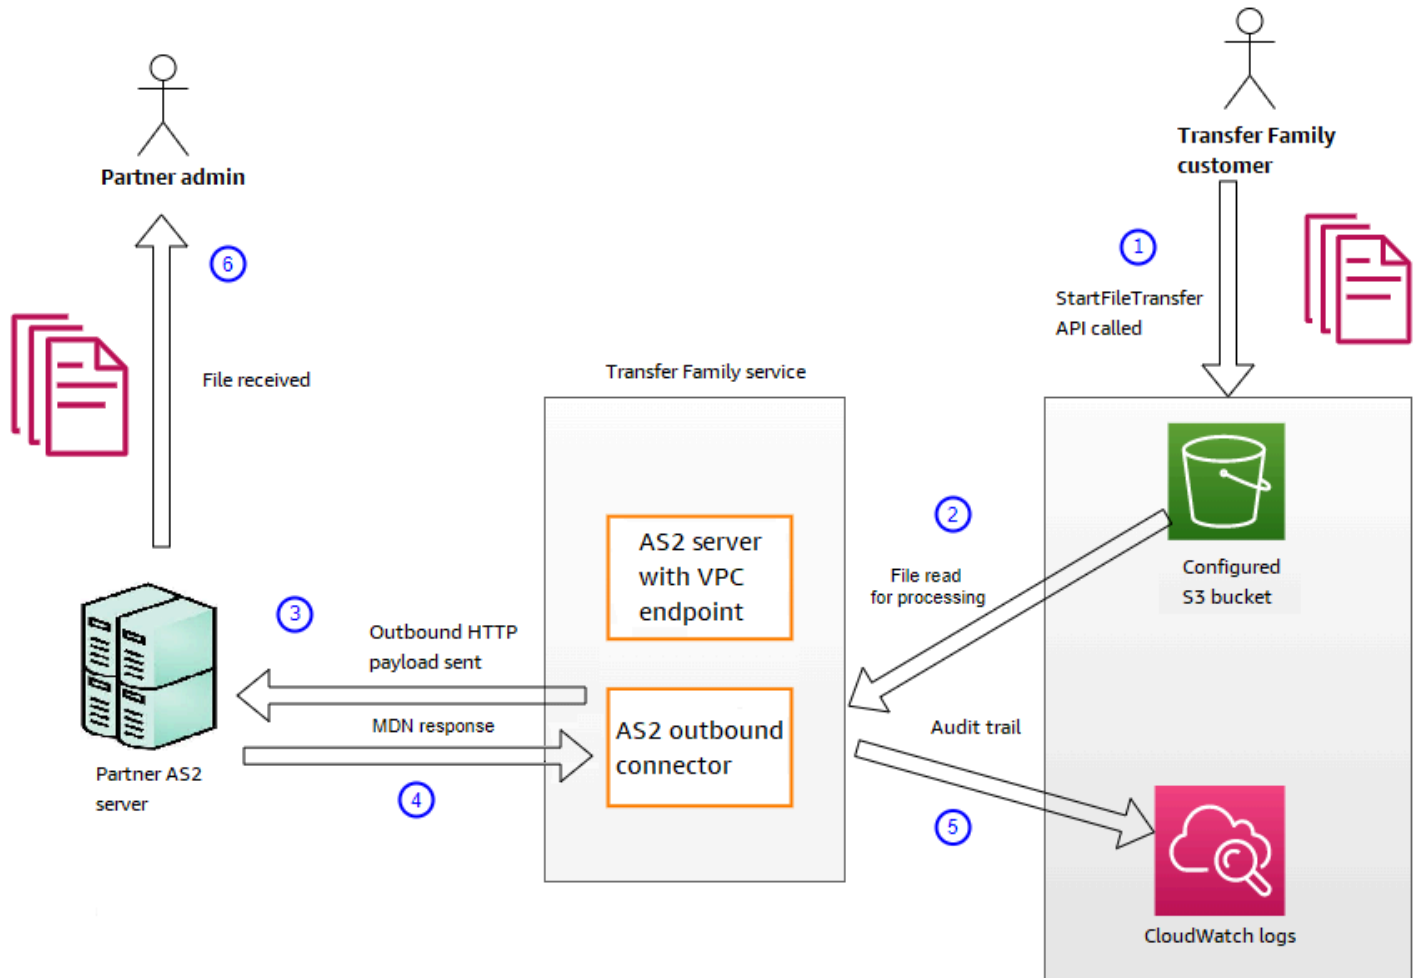 Transfer Family
customer
Partner admin
1
StartFileTransfer
API called
6
File received
Transfer Family service
2
File read
for processing
Configured
S3 bucket
AS2 server
with VPC
endpoint
3
Outbound HTTP
payload sent
MDN response
4
AS2 outbound
connector
Audit trail
5
Partner AS2
server
CloudWatch logs